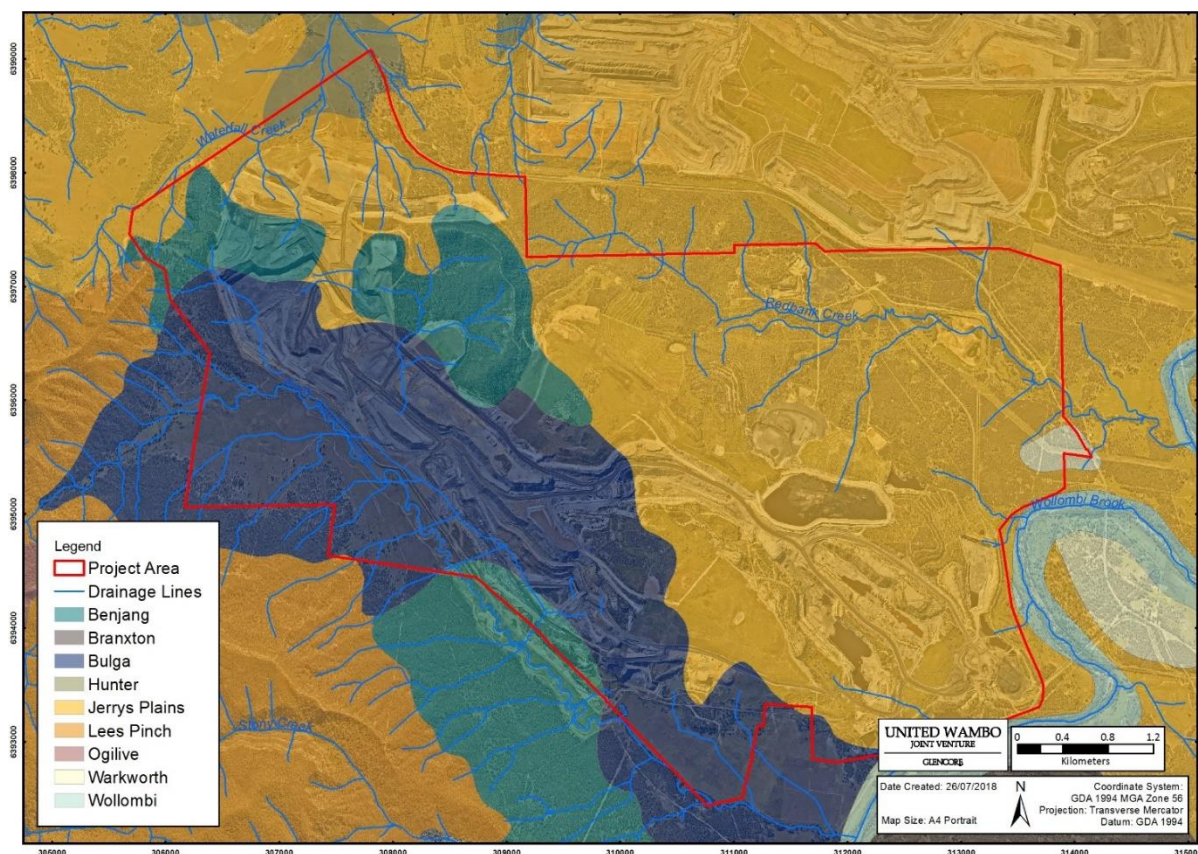 6399000
6398000
6397000
6396000
6395000
6394000
6393000
Waterfall Creek
Redbank Creek
Wollombi Brook
Stony Creek
Legend
Project Area
Drainage Lines
Benjang
Branxton
Bulga
Hunter
Jerrys Plains
Lees Pinch
Ogilive
Warkworth
Wollombi
UNITED WAMBO
JOINT VENTURE
GLENCORE
0 0.4 0.8 1.2
Kilometers
Date Created: 26/07/2018
Map Size: A4 Portrait
N
Coordinate System:
GDA 1994 MGA Zone 56
Projection: Transverse Mercator
Datum: GDA 1994
305000 306000 307000 308000 309000 310000 311000 312000 313000 314000